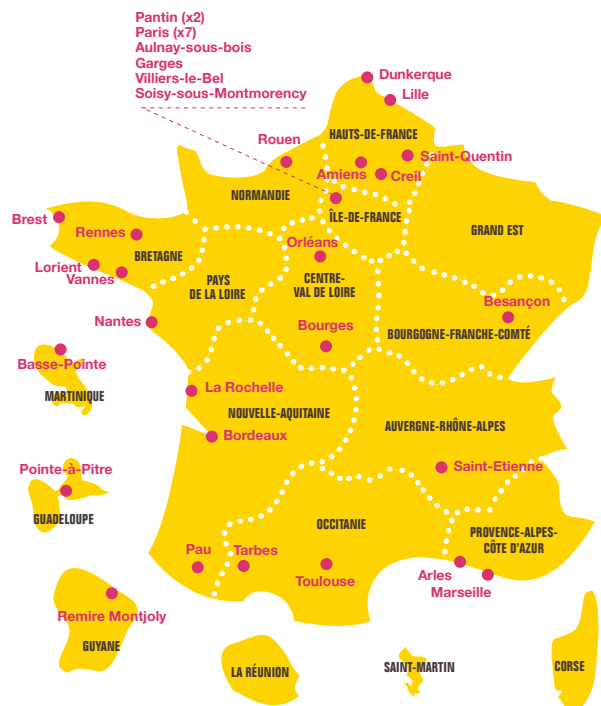 Pantin (x2)
Paris (x7)
Aulnay-sous-bois
Garges
Villiers-le-Bel
Soisy-sous-Montmorency
Dunkerque
Lille
HAUTS-DE-FRANCE
Rouen
Saint-Quentin
Amiens
Creil
NORMANDIE
ÎLE-DE-FRANCE
Brest
Rennes
GRAND EST
Orléans
BRETAGNE
Lorient
Vannes
PAYS
DE LA LOIRE
CENTRE-
VAL DE LOIRE
Besançon
Nantes
Bourges
BOURGOGNE-FRANCHE-COMTÉ
Basse-Pointe
MARTINIQUE
La Rochelle
NOUVELLE-AQUITAINE
AUVERGNE-RHÔNE-ALPES
Bordeaux
Pointe-à-Pitre
Saint-Etienne
GUADELOUPE
OCCITANIE
PROVENCE-ALPES-
CÔTE D'AZUR
Pau
Tarbes
Toulouse
Arles
Marseille
Remire Montjoly
GUYANE
LA RÉUNION
SAINT-MARTIN
CORSE